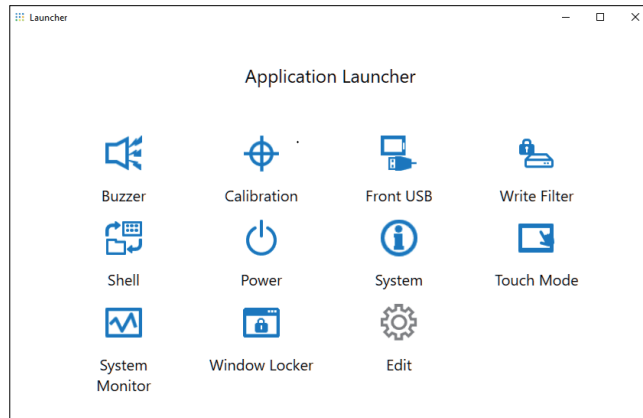 Launcher
Application Launcher
Buzzer
Calibration
Front USB
Write Filter
Shell
Power
System
Touch Mode
System
Monitor
Window Locker
Edit